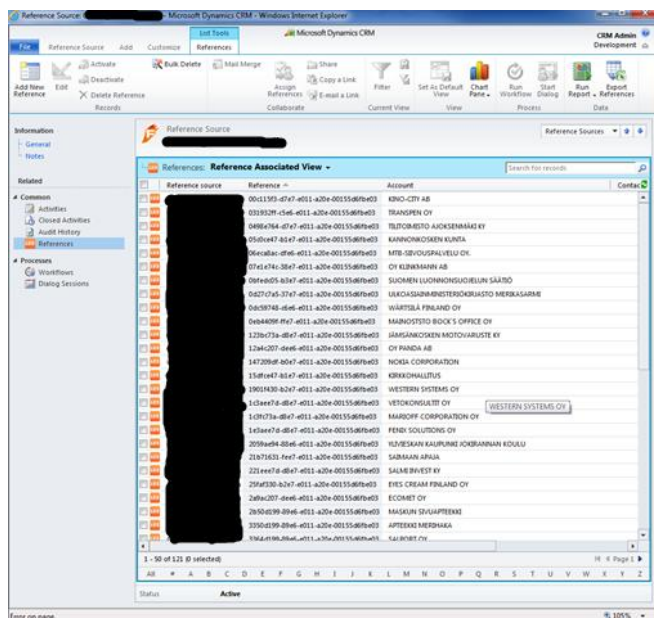 Reference Source: - Microsoft Dynamics CRM - Windows Internet Explorer
List Tools
Microsoft Dynamics CRM
CRM Admin
Development
File Reference Source Add Customize References
Activate
Deactivate
Delete Reference
Bulk Delete
Mail Merge
Share
Copy a Link
E-mail a Link
Add New Reference
Edit
Assign References
Filter
Set As Default View
Chart Pane
Run Workflow
Start Dialog
Run Report
Export References
Records Collaborate Current View View Process Data
Information
General
Notes
Related
Common
Activities
Closed Activities
Audit History
References
Processes
Workflows
Dialog Sessions
Reference Source
Reference Sources
References: Reference Associated View
Search for records
Reference source Reference Account Contac
00c115f3-d7e7-e011-a20e-00155d6fbe03 KINO-CITY AB
031932ff-c5e6-e011-a20e-00155d6fbe03 TRANSPEN OY
0498e764-d7e7-e011-a20e-00155d6fbe03 TILITOIMISTO AJOKSENMÄKI KY
05d0ce47-b1e7-e011-a20e-00155d6fbe03 KANNONKOSKEN KUNTA
06eca8ac-dfe6-e011-a20e-00155d6fbe03 MTB-SIIVOUSPALVELU OY.
07e1e74c-38e7-e011-a20e-00155d6fbe03 OY KLINKMANN AB
0bfedc05-b3e7-e011-a20e-00155d6fbe03 SUOMEN LUONNONSUOJELUN SÄÄTIÖ
0d27c7a5-37e7-e011-a20e-00155d6fbe03 ULKOASIAINMINISTERIÖ KIRJASTO MERIKASARMI
0dc59748-c6e6-e011-a20e-00155d6fbe03 WÄRTSILÄ FINLAND OY
0eb4409f-ffe7-e011-a20e-00155d6fbe03 MAINOSTSTO BOCK'S OFFICE OY
123bc73a-d8e7-e011-a20e-00155d6fbe03 JÄMSÄNKOSKEN MOTOVARUSTE KY
12a4c207-dee6-e011-a20e-00155d6fbe03 OY PANDA AB
147209df-b0e7-e011-a20e-00155d6fbe03 NOKIA CORPORATION
15dfce47-b1e7-e011-a20e-00155d6fbe03 KIRKKOHALLITUS
1901f430-b2e7-e011-a20e-00155d6fbe03 WESTERN SYSTEMS OY
1c3aee7d-d8e7-e011-a20e-00155d6fbe03 VETOKONSULTIT OY
WESTERN SYSTEMS OY
1c3fc73a-d8e7-e011-a20e-00155d6fbe03 MARIOFF CORPORATION OY
1e3aee7d-d8e7-e011-a20e-00155d6fbe03 FENIX SOLUTIONS OY
2059ae94-88e6-e011-a20e-00155d6fbe03 YLIVIESKAN KAUPUNKI JOKIRANNAN KOULU
21b71631-fee7-e011-a20e-00155d6fbe03 SAIMAAN APAJA
221eee7d-d8e7-e011-a20e-00155d6fbe03 SALMI INVEST KY
25faf330-b2e7-e011-a20e-00155d6fbe03 EYES CREAM FINLAND OY
2a9ac207-dee6-e011-a20e-00155d6fbe03 ECOMET OY
2b50d199-89e6-e011-a20e-00155d6fbe03 MASKUN SIVUAPTEEKKI
3350d199-89e6-e011-a20e-00155d6fbe03 APTEEKKI MERIHAKA
3364d199-89e6-e011-a20e-00155d6fbe03 SALPORT OY
1 - 50 of 121 (0 selected) Page 1
All # A B C D E F G H I J K L M N O P Q R S T U V W X Y Z
Status Active
Error on page. 105%